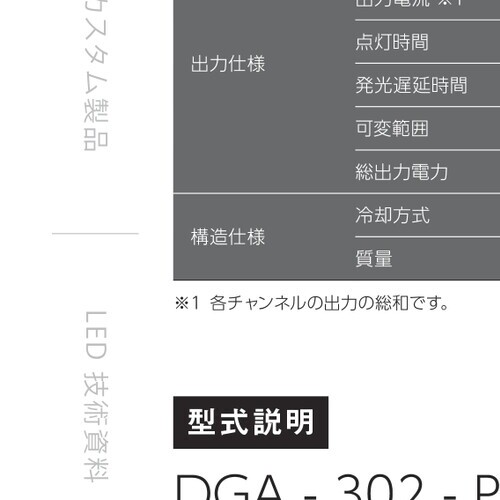 カスタム製品
LED 技術資料
出力電流 ※1
出力仕様
点灯時間
発光遅延時間
可変範囲
総出力電力
構造仕様
冷却方式
質量
※1 各チャンネルの出力の総和です。
型式説明
DGA - 302 - P